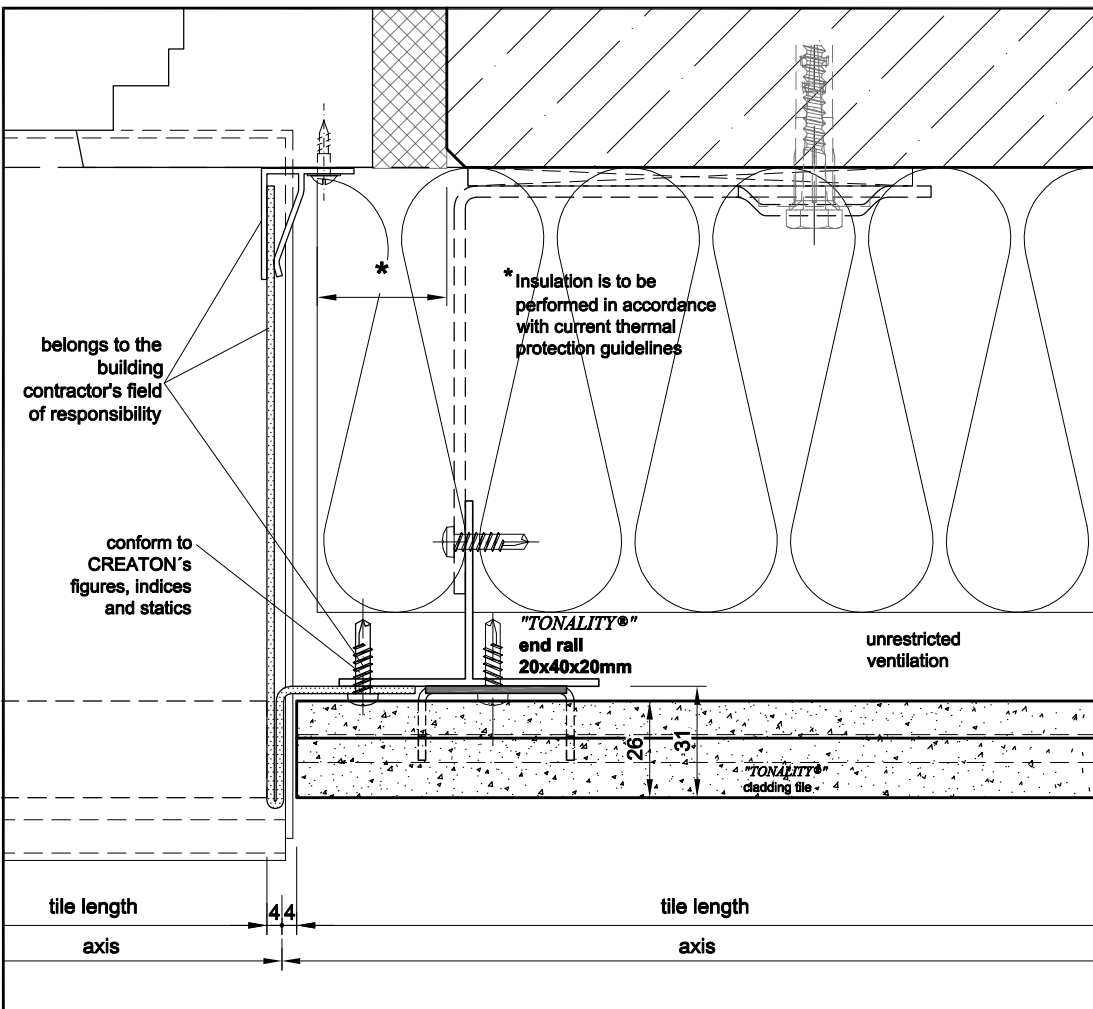 *
* Insulation is to be
performed in accordance
with current thermal
protection guidelines
belongs to the
building
contractor's field
of responsibility
conform to
CREATON´s
figures, indices
and statics
"TONALITY®"
end rail
20x40x20mm
unrestricted
ventilation
26
31
"TONALITY®"
cladding tile
tile length
4
4
tile length
axis
axis